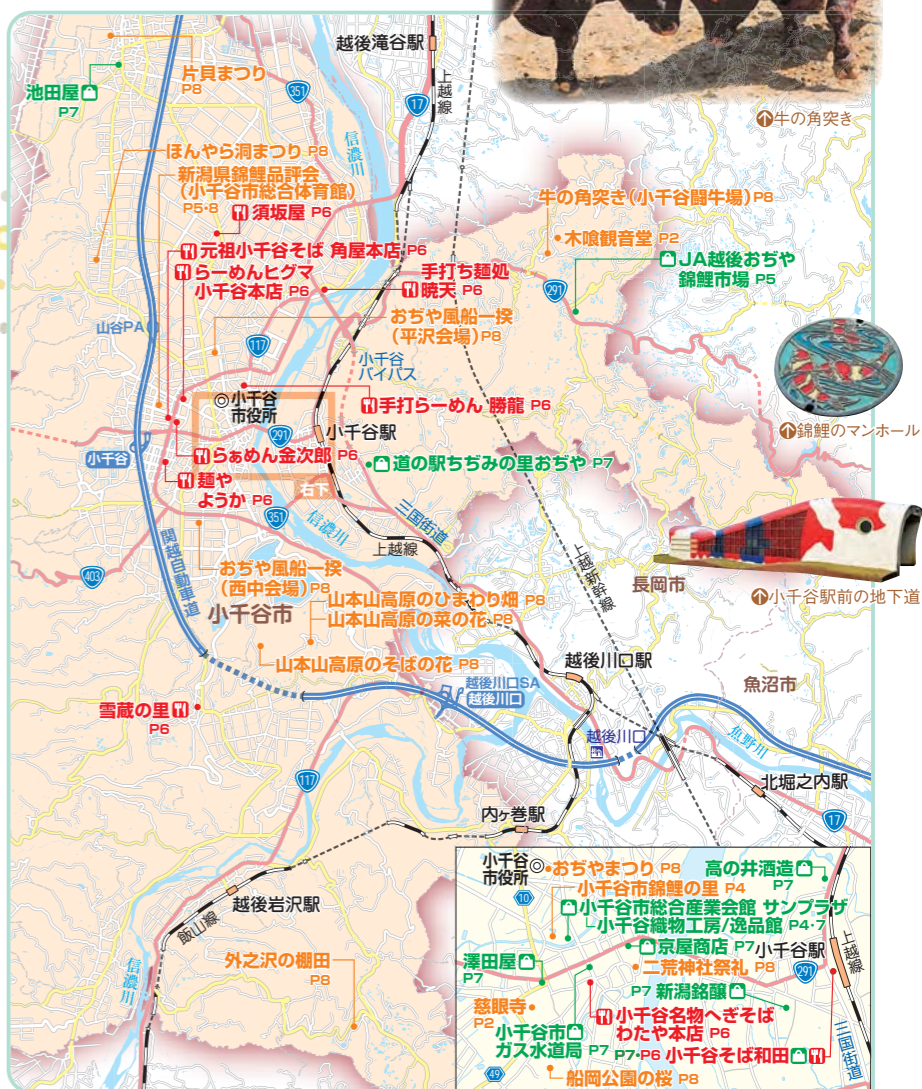 越後滝谷駅
上越線
17
片貝まつり
P8
351
池田屋
P7
信濃川
牛の角突き
ほんやら洞まつり P8
新潟県錦鯉品評会
(小千谷市総合体育館)
P5・8
須坂屋 P6
牛の角突き(小千谷闘牛場) P8
木喰観音堂 P2
元祖小千谷そば 角屋本店 P6
らーめんヒグマ
小千谷本店 P6
手打ち麺処
暁天 P6
JA越後おぢや
錦鯉市場 P5
291
山谷PA
おぢや風船一揆
(平沢会場) P8
117
小千谷
バイパス
小千谷
市役所
手打らーめん 勝龍 P6
錦鯉のマンホール
291
小千谷駅
小千谷
らぁめん金次郎 P6
道の駅ちぢみの里おぢや P7
麺や
ようか P6
右下
351
信濃川
三国街道
上越線
関越自動車道
403
おぢや風船一揆
(西中会場) P8
上越新幹線
長岡市
小千谷駅前の地下道
小千谷市
山本山高原のひまわり畑 P8
山本山高原の菜の花 P8
山本山高原のそばの花 P8
越後川口駅
魚沼市
越後川口SA
越後川口
雪蔵の里
P6
越後川口
魚野川
117
北堀之内駅
17
内ヶ巻駅
越後岩沢駅
飯山線
信濃川
外之沢の棚田
P8
小千谷
市役所
おぢやまつり P8
高の井酒造
P7
小千谷市錦鯉の里 P4
10
小千谷市総合産業会館 サンプラザ
小千谷織物工房/逸品館 P4・7
京屋商店 P7
小千谷駅
上越線
291
澤田屋
P7
二荒神社祭礼 P8
P7 新潟銘醸
慈眼寺
P2
小千谷名物へぎそば
わたや本店 P6
小千谷市
ガス水道局 P7
P7・P6 小千谷そば和田
三国街道
49
船岡公園の桜 P8